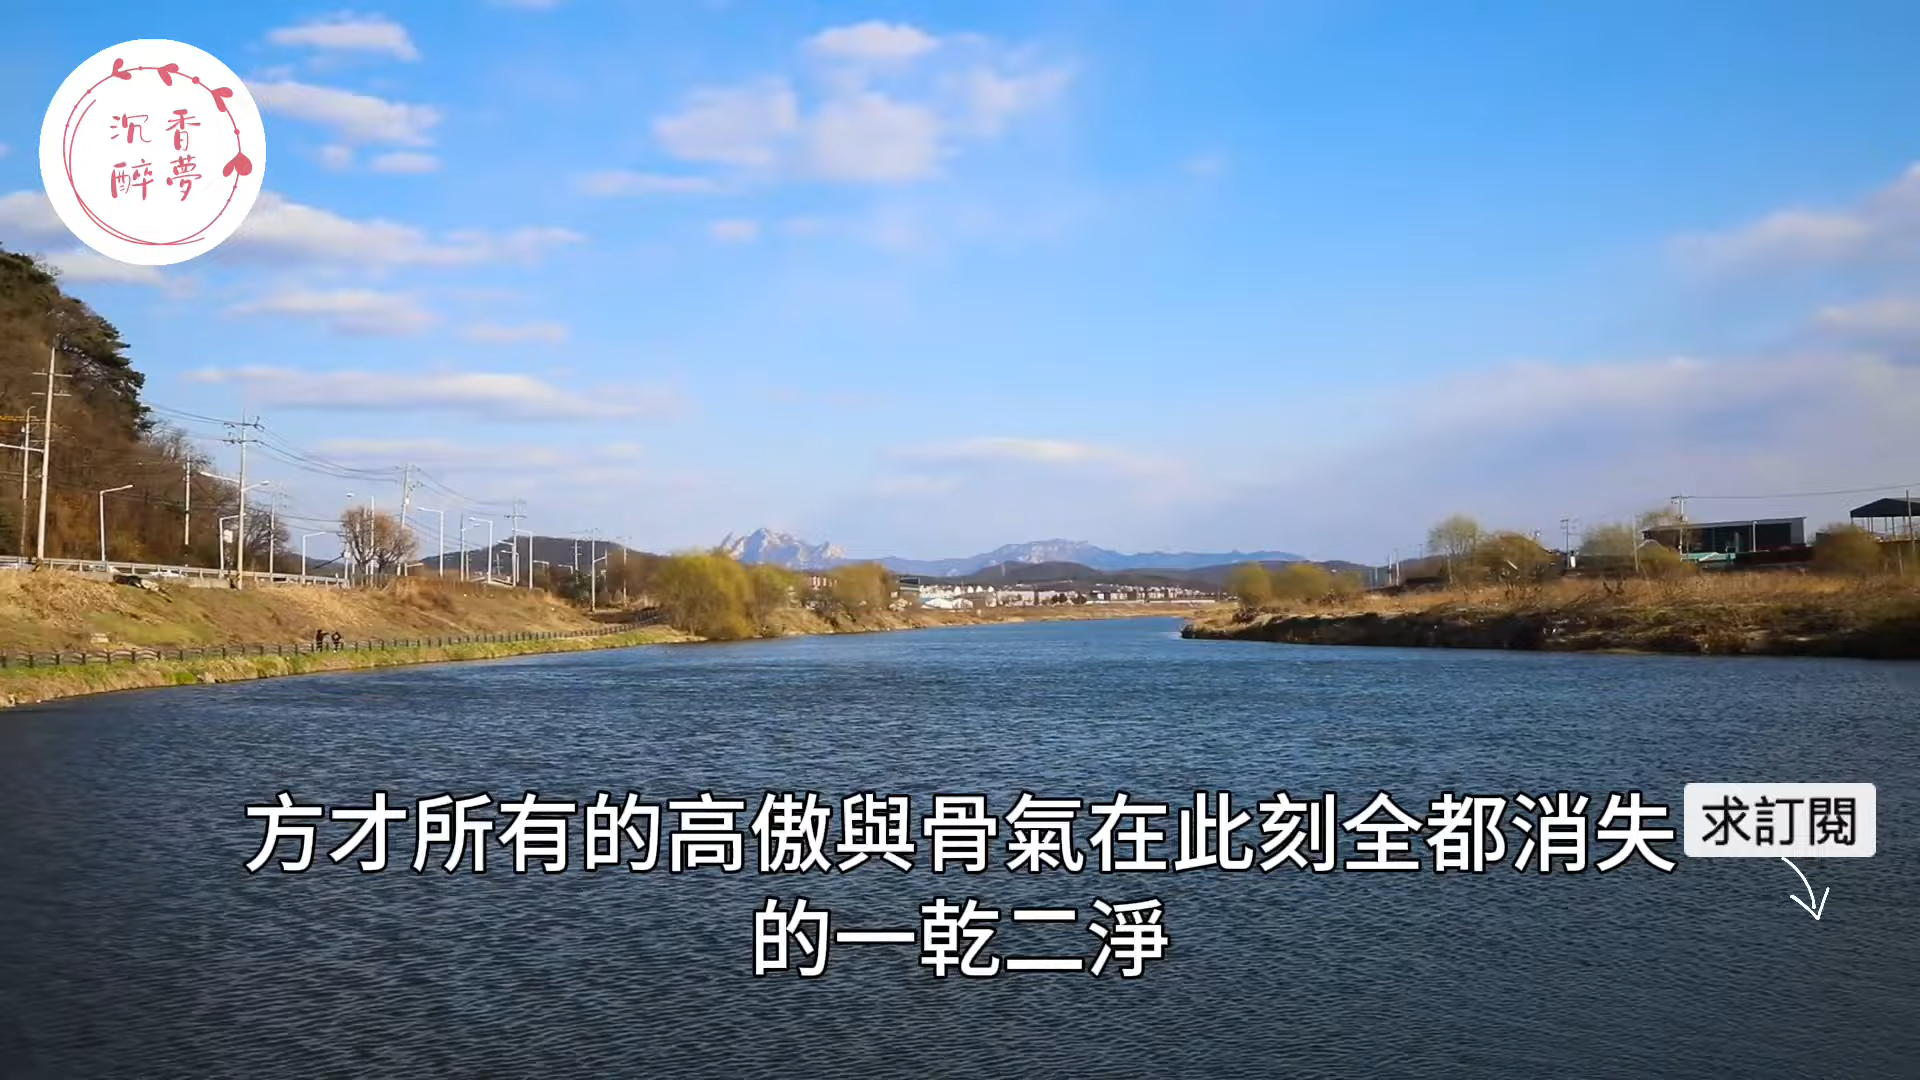 沉香
醉夢
方才所有的高傲與骨氣在此刻全都消失
的一乾二淨
求訂閱